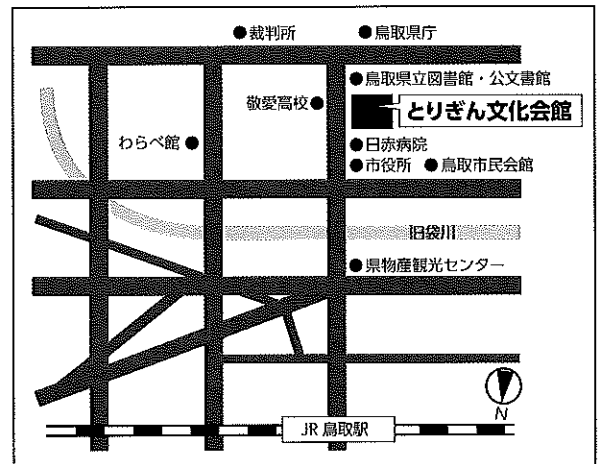 裁判所
鳥取県庁
鳥取県立図書館・公文書館
敬愛高校
とりぎん文化会館
わらべ館
日赤病院
市役所
鳥取市民会館
旧袋川
県物産観光センター
N
JR 鳥取駅